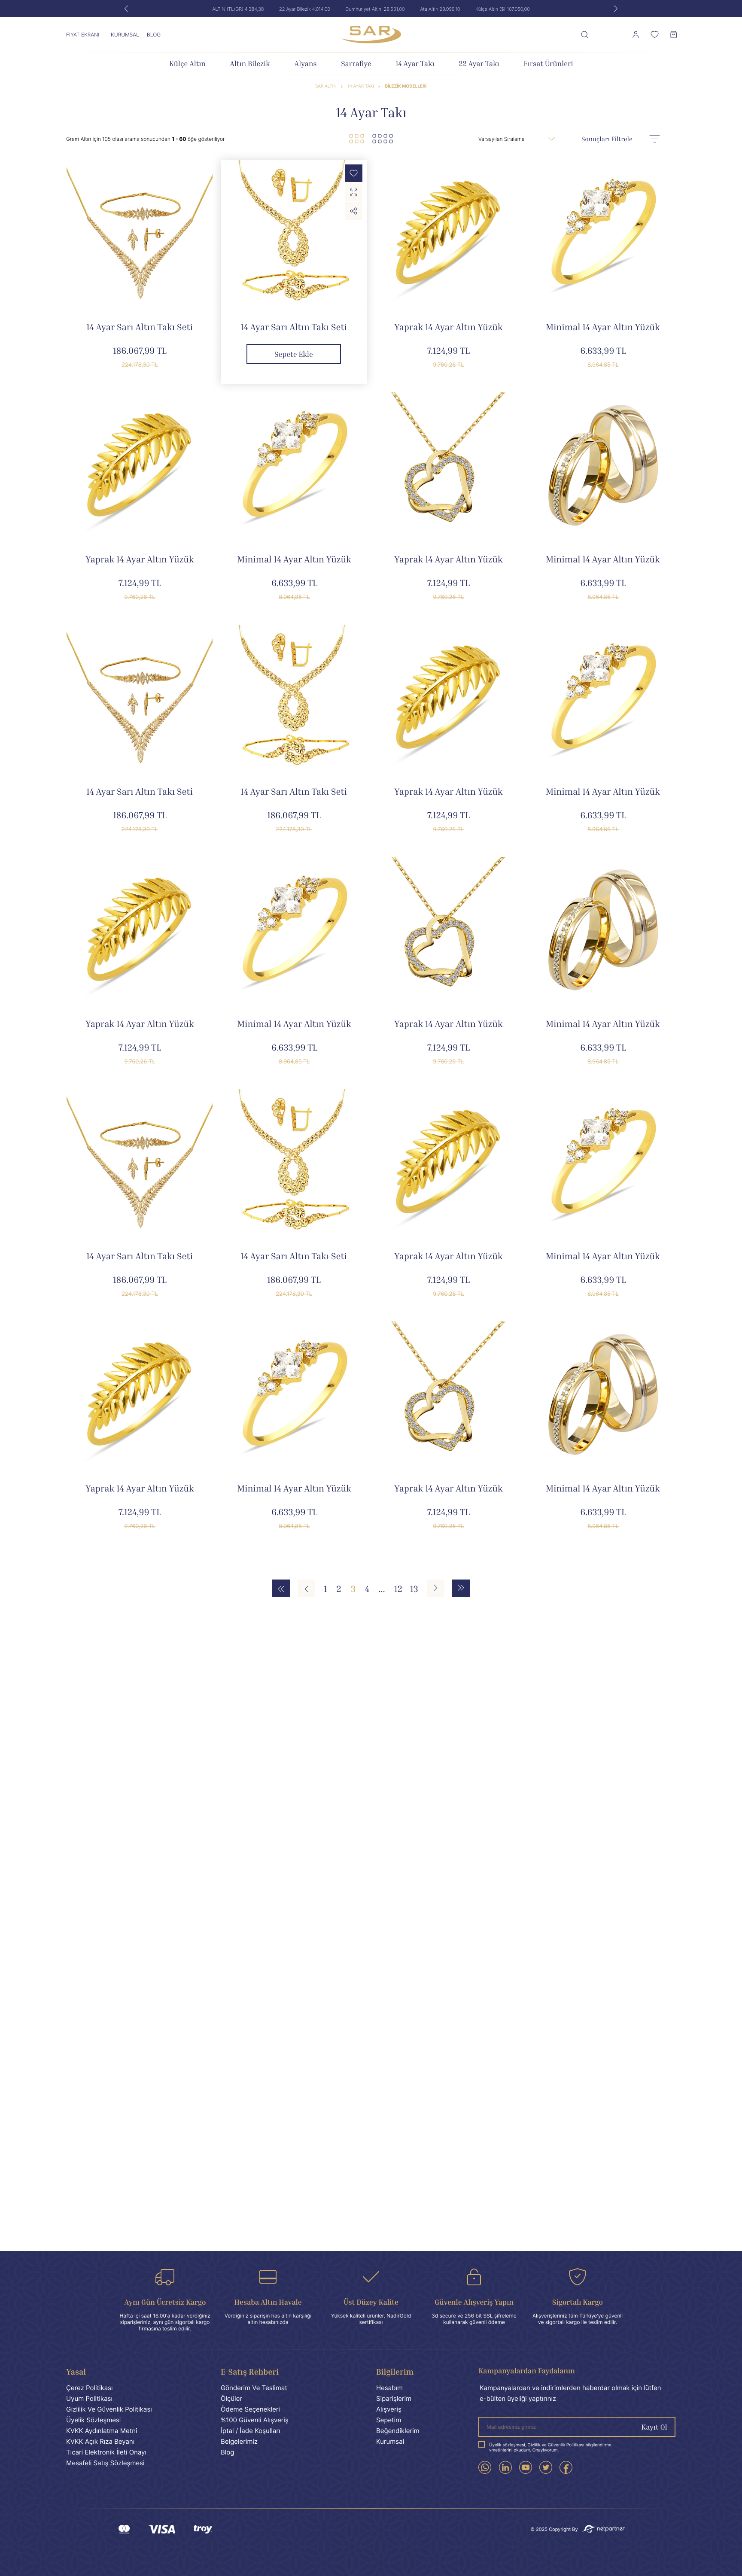 ALTIN (TL/GR) 4.384,38 22 Ayar Bilezik 4.014,00 Cumhuriyet Altını 28.631,00 Ata Altın 29.099,10
FİYAT EKRANI KURUMSAL BLOG
SAR
Külçe Altın Altın Bilezik Alyans Sarrafiye 14 Ayar Takı 22 Ayar Takı Fırsat Ürünleri
SAR ALTIN 14 AYAR TAKI BİLEZİK MODELLERİ
14 Ayar Takı
Gram Altın için 105 olası arama sonucundan 1 - 60 öğe gösteriliyor
Varsayılan Sıralama
Sonuçları Filtrele
14 Ayar Sarı Altın Takı Seti 14 Ayar Sarı Altın Takı Seti Yaprak 14 Ayar Altın Yüzük Minimal 14 Ayar Altın Yüzük
186.067,99 TL Sepete Ekle 7.124,99 TL 6.633,99 TL
224.178,30 TL 9.760,26 TL 8.964,85 TL
Yaprak 14 Ayar Altın Yüzük Minimal 14 Ayar Altın Yüzük Yaprak 14 Ayar Altın Yüzük Minimal 14 Ayar Altın Yüzük
7.124,99 TL 6.633,99 TL 7.124,99 TL 6.633,99 TL
9.760,26 TL 8.964,85 TL 9.760,26 TL 8.964,85 TL
14 Ayar Sarı Altın Takı Seti 14 Ayar Sarı Altın Takı Seti Yaprak 14 Ayar Altın Yüzük Minimal 14 Ayar Altın Yüzük
186.067,99 TL 186.067,99 TL 7.124,99 TL 6.633,99 TL
224.178,30 TL 224.178,30 TL 9.760,26 TL 8.964,85 TL
Yaprak 14 Ayar Altın Yüzük Minimal 14 Ayar Altın Yüzük Yaprak 14 Ayar Altın Yüzük Minimal 14 Ayar Altın Yüzük
7.124,99 TL 6.633,99 TL 7.124,99 TL 6.633,99 TL
9.760,26 TL 8.964,85 TL 9.760,26 TL 8.964,85 TL
14 Ayar Sarı Altın Takı Seti 14 Ayar Sarı Altın Takı Seti Yaprak 14 Ayar Altın Yüzük Minimal 14 Ayar Altın Yüzük
186.067,99 TL 186.067,99 TL 7.124,99 TL 6.633,99 TL
224.178,30 TL 224.178,30 TL 9.760,26 TL 8.964,85 TL
Yaprak 14 Ayar Altın Yüzük Minimal 14 Ayar Altın Yüzük Yaprak 14 Ayar Altın Yüzük Minimal 14 Ayar Altın Yüzük
7.124,99 TL 6.633,99 TL 7.124,99 TL 6.633,99 TL
9.760,26 TL 8.964,85 TL 9.760,26 TL 8.964,85 TL
1 2 3 4 ... 12 13
Aynı Gün Ücretsiz Kargo
Hafta içi saat 16.00'a kadar verdiğiniz
siparişleriniz, aynı gün sigortalı kargo
firmasına teslim edilir.
Hesaba Altın Havale
Verdiğiniz siparişin has altın karşılığı
altın hesabınızda
Üst Düzey Kalite
Yüksek kaliteli ürünler, NadirGold
sertifikası
Güvenle Alışveriş Yapın
3d secure ve 256 bit SSL şifreleme
kullanarak güvenli ödeme
Sigortalı Kargo
Alışverişleriniz tüm Türkiye'ye güvenli
ve sigortalı kargo ile teslim edilir.
Yasal
Çerez Politikası
Uyum Politikası
Gizlilik Ve Güvenlik Politikası
Üyelik Sözleşmesi
KVKK Aydınlatma Metni
KVKK Açık Rıza Beyanı
Ticari Elektronik İleti Onayı
Mesafeli Satış Sözleşmesi
E-Satış Rehberi
Gönderim Ve Teslimat
Ölçüler
Ödeme Seçenekleri
%100 Güvenli Alışveriş
İptal / İade Koşulları
Belgelerimiz
Blog
Bilgilerim
Hesabım
Siparişlerim
Alışveriş
Sepetim
Beğendiklerim
Kurumsal
Kampanyalardan Faydalanın
Kampanyalardan ve indirimlerden haberdar olmak için lütfen
e-bülten üyeliği yaptırınız
Mail adresinizi giriniz Kayıt Ol
Üyelik sözleşmesi, Gizlilik ve Güvenlik Politikası bilgilendirme
metinlerini okudum. Onaylıyorum.
VISA troy
© 2025 Copyright By netpartner